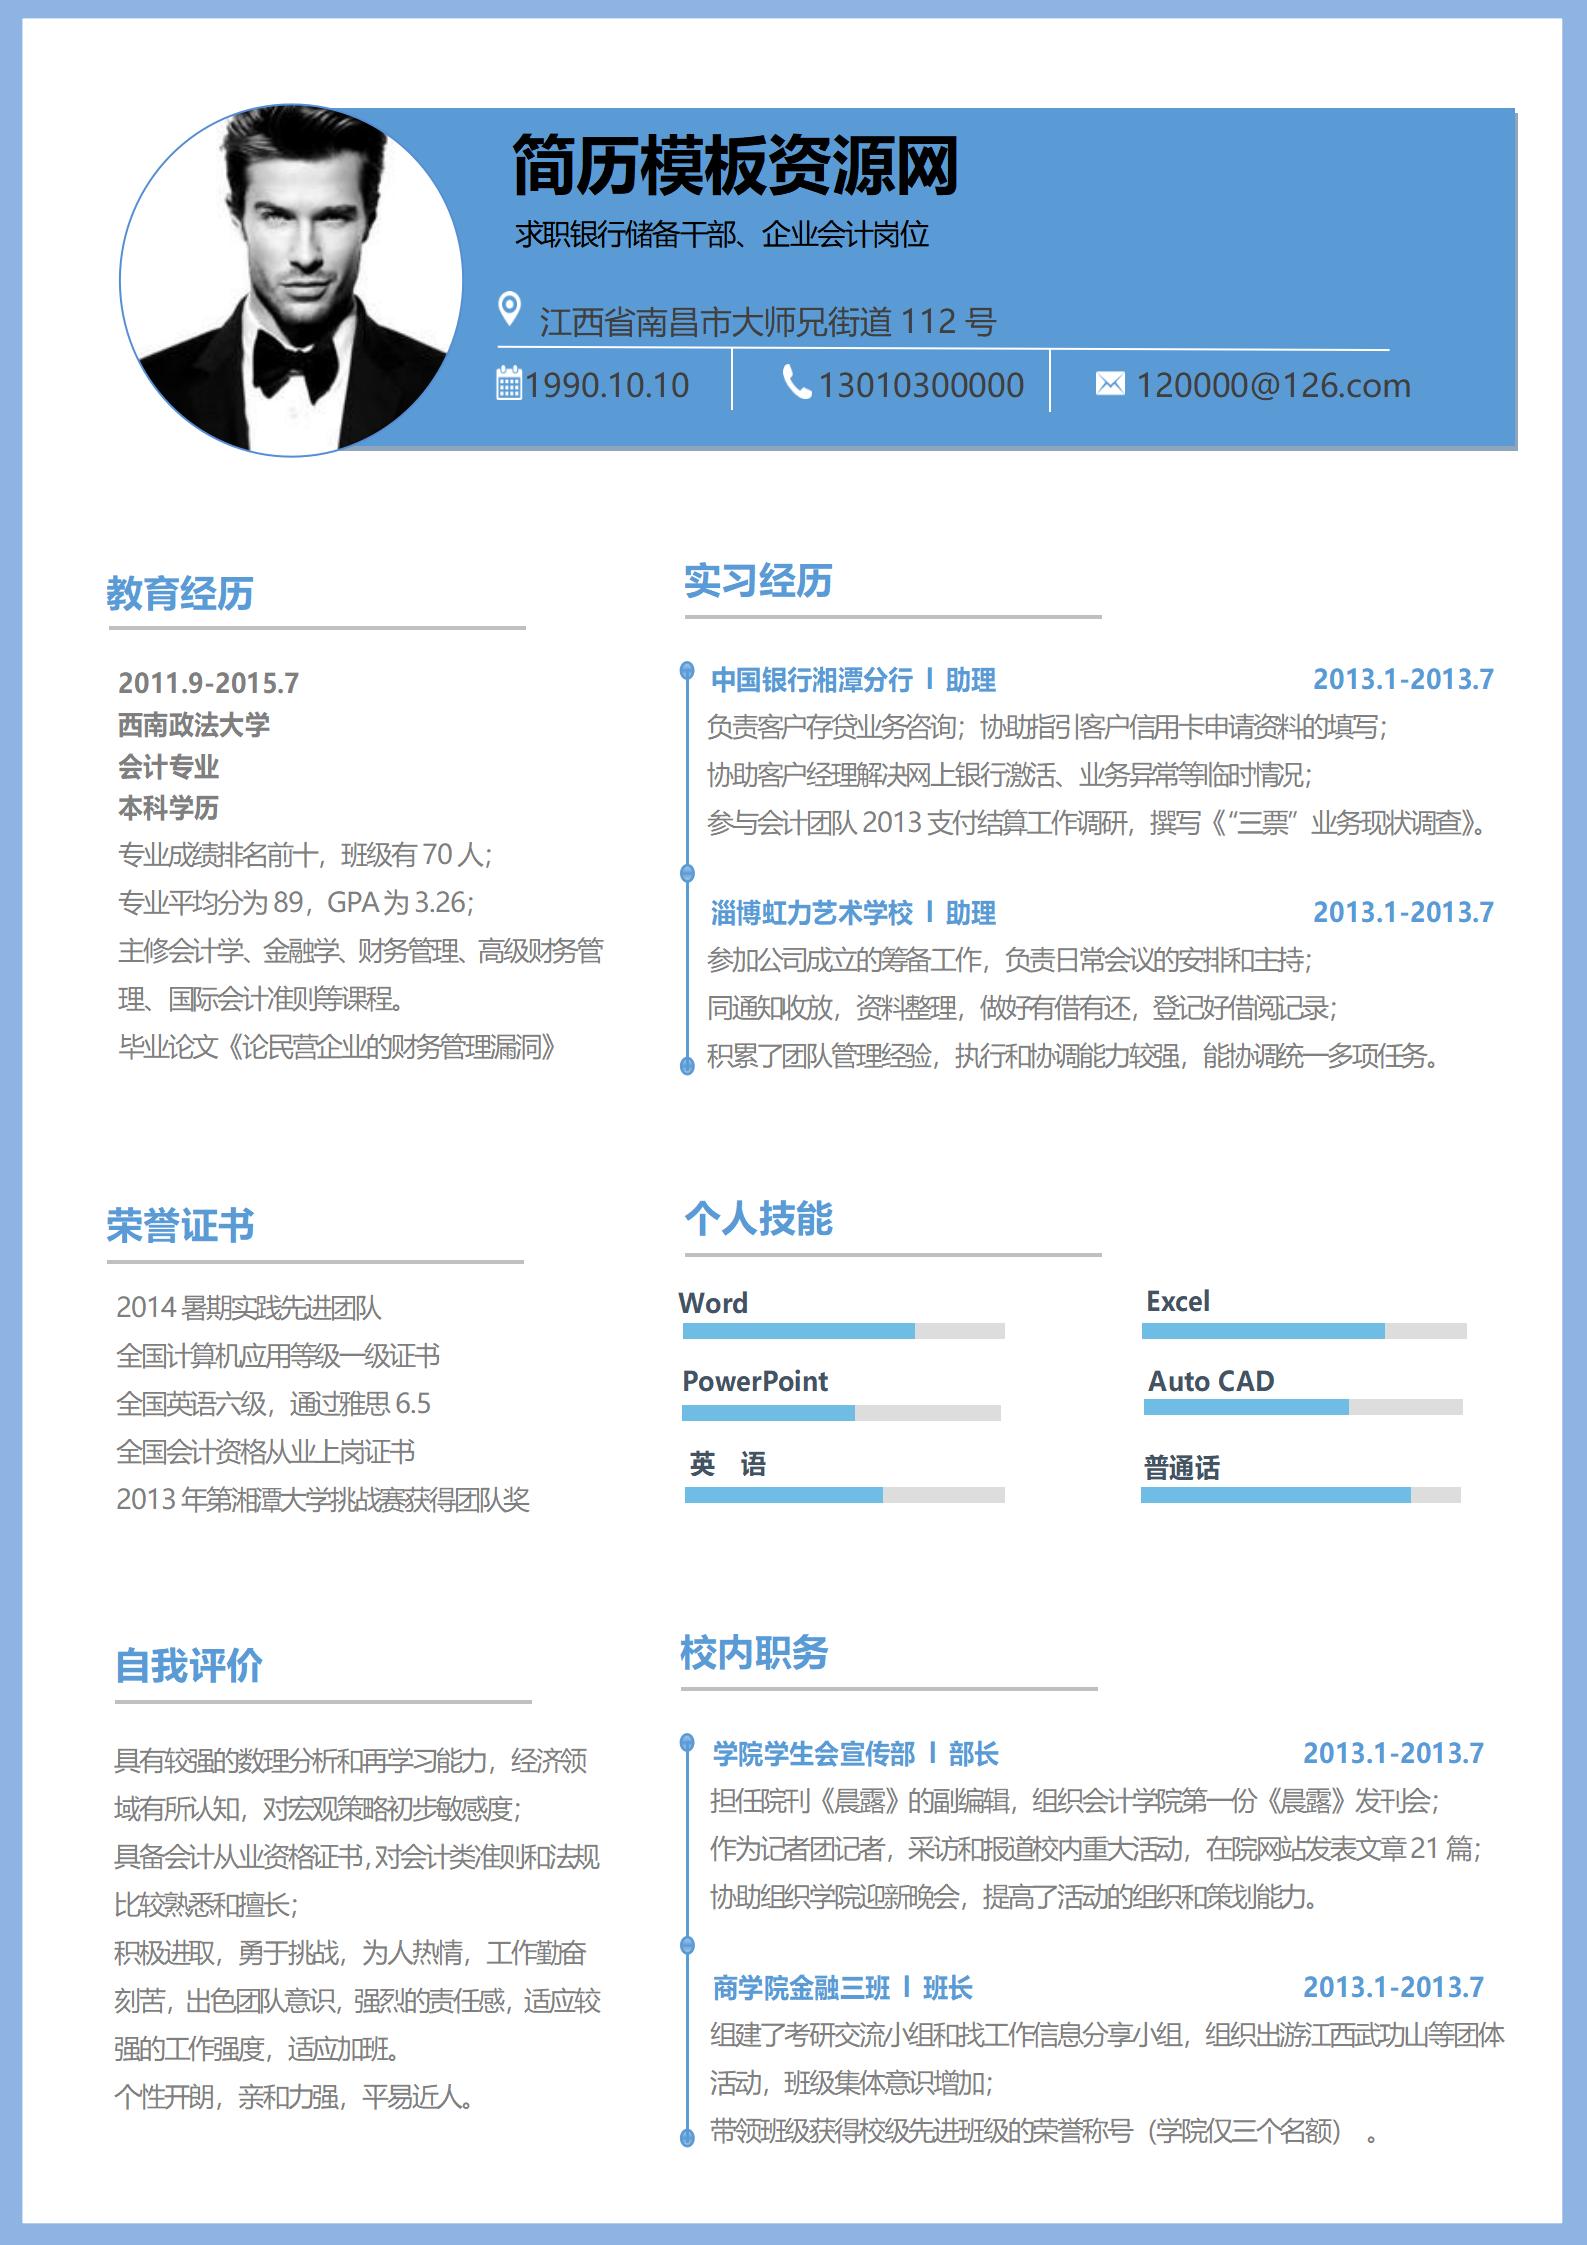 简历模板资源网
求职银行储备干部、企业会计岗位
江西省南昌市大师兄街道 112 号
1990.10.10
13010300000
120000@126.com
教育经历
2011.9-2015.7
西南政法大学
会计专业
本科学历
专业成绩排名前十，班级有 70 人；
专业平均分为 89，GPA 为 3.26；
主修会计学、金融学、财务管理、高级财务管
理、国际会计准则等课程。
毕业论文《论民营企业的财务管理漏洞》
实习经历
中国银行湘潭分行 l 助理 2013.1-2013.7
负责客户存贷业务咨询；协助指引客户信用卡申请资料的填写；
协助客户经理解决网上银行激活、业务异常等临时情况；
参与会计团队 2013 支付结算工作调研，撰写《“三票”业务现状调查》。
淄博虹力艺术学校 l 助理 2013.1-2013.7
参加公司成立的筹备工作，负责日常会议的安排和主持；
同通知收放，资料整理，做好有借有还，登记好借阅记录；
积累了团队管理经验，执行和协调能力较强，能协调统一多项任务。
荣誉证书
2014 暑期实践先进团队
全国计算机应用等级一级证书
全国英语六级，通过雅思 6.5
全国会计资格从业上岗证书
2013 年第湘潭大学挑战赛获得团队奖
个人技能
Word
Excel
PowerPoint
Auto CAD
英 语
普通话
自我评价
具有较强的数理分析和再学习能力，经济领
域有所认知，对宏观策略初步敏感度；
具备会计从业资格证书，对会计类准则和法规
比较熟悉和擅长；
积极进取，勇于挑战，为人热情，工作勤奋
刻苦，出色团队意识，强烈的责任感，适应较
强的工作强度，适应加班。
个性开朗，亲和力强，平易近人。
校内职务
学院学生会宣传部 l 部长 2013.1-2013.7
担任院刊《晨露》的副编辑，组织会计学院第一份《晨露》发刊会；
作为记者团记者，采访和报道校内重大活动，在院网站发表文章 21 篇；
协助组织学院迎新晚会，提高了活动的组织和策划能力。
商学院金融三班 l 班长 2013.1-2013.7
组建了考研交流小组和找工作信息分享小组，组织出游江西武功山等团体
活动，班级集体意识增加；
带领班级获得校级先进班级的荣誉称号（学院仅三个名额） 。